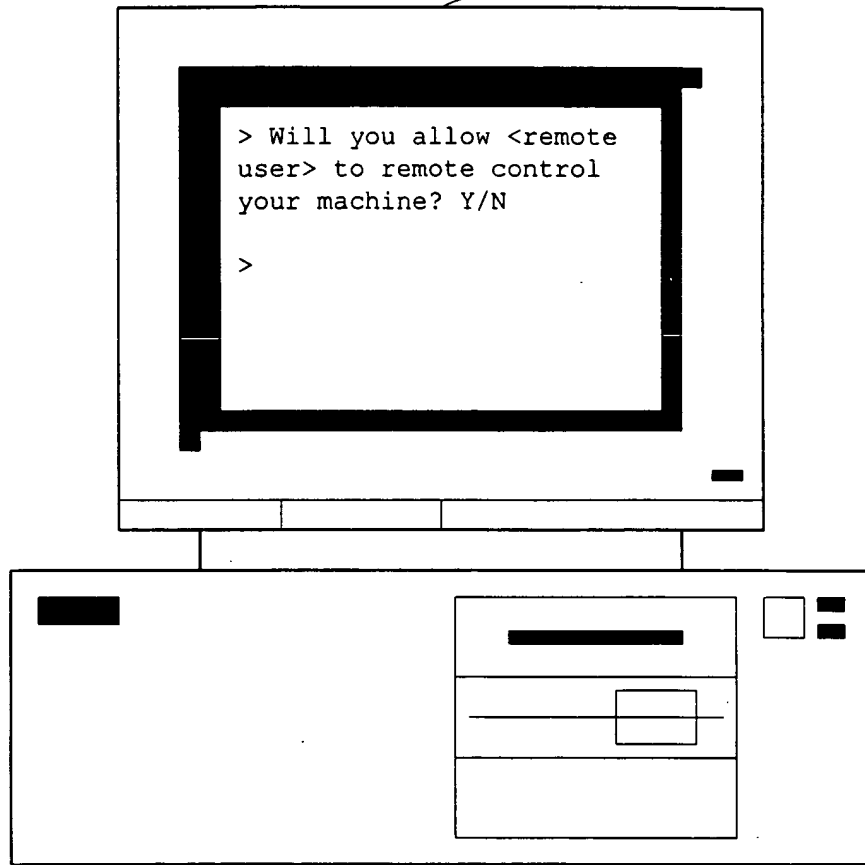 > Will you allow <remote
user> to remote control
your machine? Y/N
>